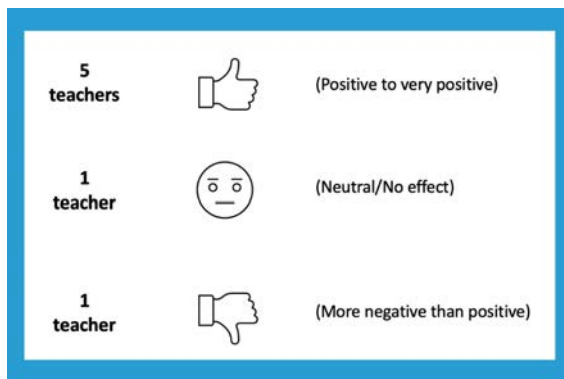 5
teachers
(Positive to very positive)
1
teacher
(Neutral/No effect)
1
teacher
(More negative than positive)